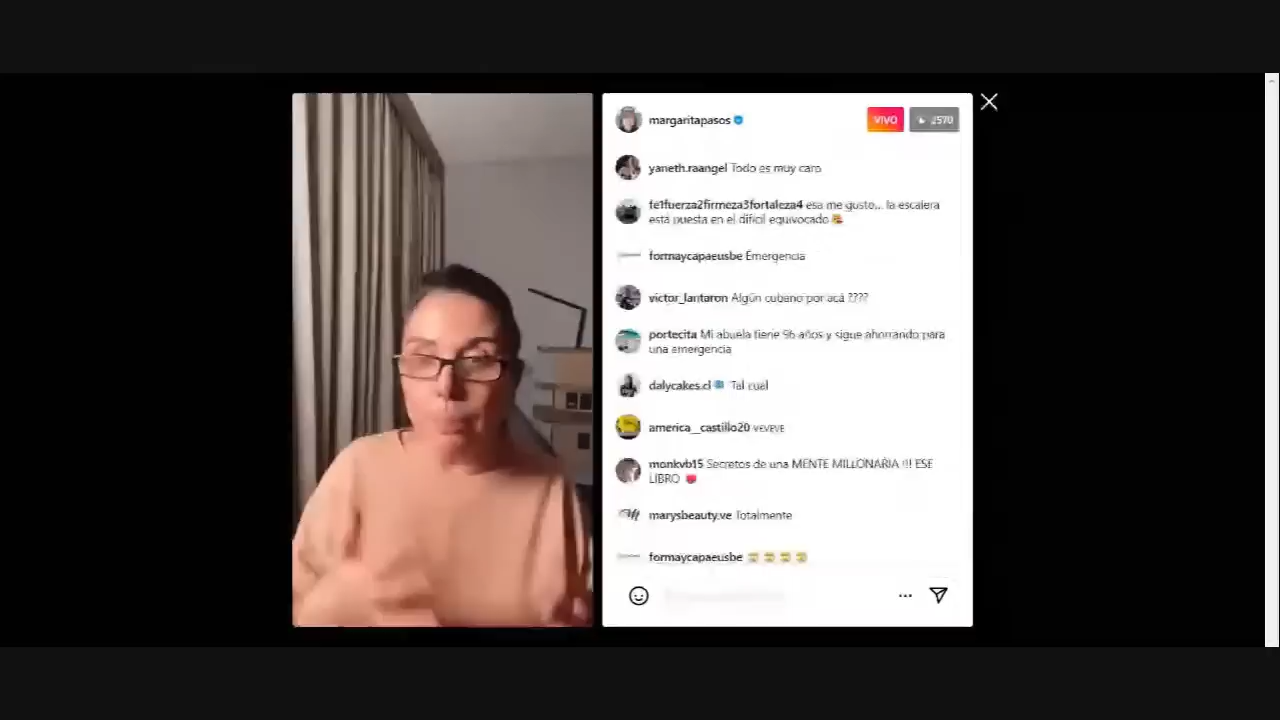 margaritapasos
VIVO
2570
yaneth.raangel Todo es muy caro
fe1fuerza2firmeza3fortaleza4 esa me gusto... la escalera
está puesta en el difícil equivocado
formaycapaeusbe Emergencia
victor_lantaron Algún cubano por acá ????
portecita Mi abuela tiene 96 años y sigue ahorrando para
una emergencia
dalycakes.cl Tal cual
america__castillo20 VEVEVE
monkvb15 Secretos de una MENTE MILLONARIA !!! ESE
LIBRO
marysbeauty.ve Totalmente
formaycapaeusbe